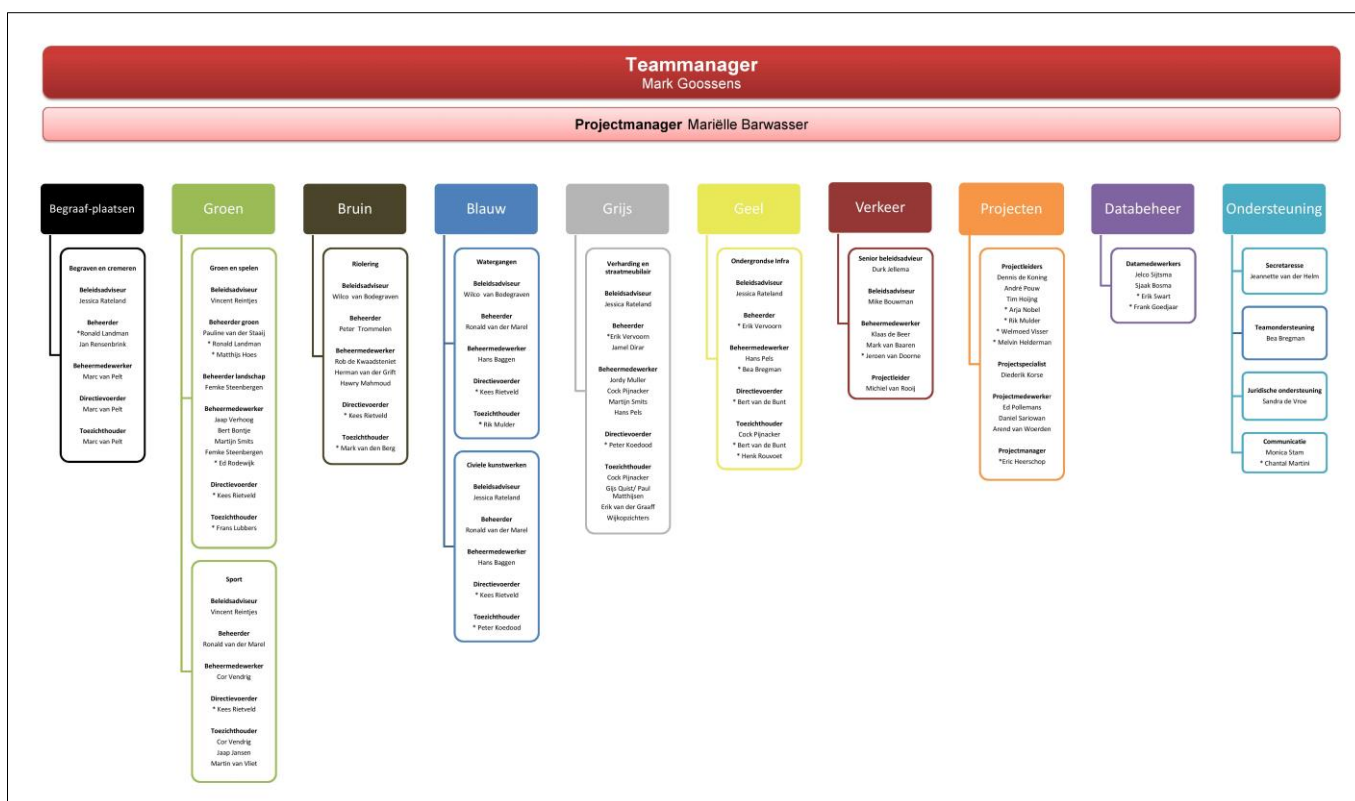 Teammanager
Mark Goossens
Projectmanager Mariëlle Barwasser
Begraaf-plaatsen
Begraven en cremeren
Beleidsadviseur
Jessica Rateland
Beheerder
*Ronald Landman
Jan Rensenbrink
Beheermedewerker
Marc van Pelt
Directievoerder
Marc van Pelt
Toezichthouder
Marc van Pelt
Groen
Groen en spelen
Beleidsadviseur
Vincent Reintjes
Beheerder groen
Pauline van der Staaij
* Ronald Landman
* Matthijs Hoes
Beheerder landschap
Femke Steenbergen
Beheermedewerker
Jaap Verhoog
Bert Bontje
Martijn Smits
Femke Steenbergen
* Ed Rodewijk
Directievoerder
* Kees Rietveld
Toezichthouder
* Frans Lubbers
Sport
Beleidsadviseur
Vincent Reintjes
Beheerder
Ronald van der Marel
Beheermedewerker
Cor Vendrig
Directievoerder
* Kees Rietveld
Toezichthouder
Cor Vendrig
Jaap Jansen
Martin van Vliet
Bruin
Riolering
Beleidsadviseur
Wilco van Bodegraven
Beheerder
Peter Trommelen
Beheermedewerker
Rob de Kwaadsteniet
Herman van der Grift
Hawry Mahmoud
Directievoerder
* Kees Rietveld
Toezichthouder
* Mark van den Berg
Blauw
Watergangen
Beleidsadviseur
Wilco van Bodegraven
Beheerder
Ronald van der Marel
Beheermedewerker
Hans Baggen
Directievoerder
* Kees Rietveld
Toezichthouder
* Rik Mulder
Civiele kunstwerken
Beleidsadviseur
Jessica Rateland
Beheerder
Ronald van der Marel
Beheermedewerker
Hans Baggen
Directievoerder
* Kees Rietveld
Toezichthouder
* Peter Koedood
Grijs
Verharding en
straatmeubilair
Beleidsadviseur
Jessica Rateland
Beheerder
*Erik Vervoorn
Jamel Dirar
Beheermedewerker
Jordy Muller
Cock Pijnacker
Martijn Smits
Hans Pels
Directievoerder
* Peter Koedood
Toezichthouder
Cock Pijnacker
Gijs Quist/ Paul
Matthijsen
Erik van der Graaff
Wijkopzichters
Geel
Ondergrondse Infra
Beleidsadviseur
Jessica Rateland
Beheerder
* Erik Vervoorn
Beheermedewerker
Hans Pels
* Bea Bregman
Directievoerder
* Bert van de Bunt
Toezichthouder
Cock Pijnacker
* Bert van de Bunt
* Henk Rouvoet
Verkeer
Senior beleidsadvieur
Durk Jellema
Beleidsadviseur
Mike Bouwman
Beheermedewerker
Klaas de Beer
Mark van Baaren
* Jeroen van Doorne
Projectleider
Michiel van Rooij
Projecten
Projectleiders
Dennis de Koning
André Pouw
Tim Hoijng
* Arja Nobel
* Rik Mulder
* Welmoed Visser
* Melvin Helderman
Projectspecialist
Diederik Korse
Projectmedewerker
Ed Pollemans
Daniel Sariowan
Arend van Woerden
Projectmanager
*Eric Heerschop
Databeheer
Datamedewerkers
Jelco Sijtsma
Sjaak Bosma
* Erik Swart
* Frank Goedjaar
Ondersteuning
Secretaresse
Jeannette van der Helm
Teamondersteuning
Bea Bregman
Juridische ondersteuning
Sandra de Vroe
Communicatie
Monica Stam
* Chantal Martini